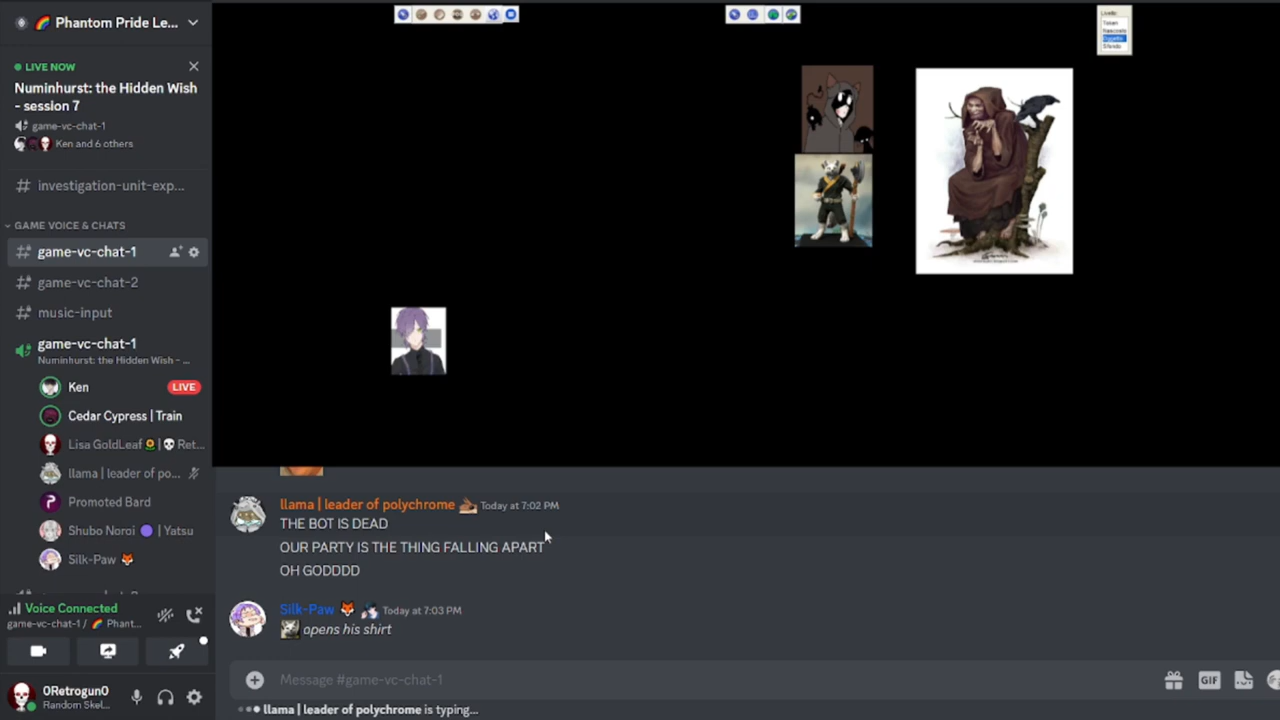 Phantom Pride Le...
LIVE NOW
Numinhurst: the Hidden Wish
- session 7
game-vc-chat-1
Ken and 6 others
investigation-unit-exp...
GAME VOICE & CHATS
game-vc-chat-1
game-vc-chat-2
music-input
game-vc-chat-1
Numinhurst: the Hidden Wish - ...
Ken
LIVE
Cedar Cypress | Train
Lisa GoldLeaf | Ret...
llama | leader of po...
Promoted Bard
Shubo Noroi | Yatsu
Silk-Paw
Voice Connected
game-vc-chat-1 / Phant...
0Retrogun0
Random Skel...
llama | leader of polychrome Today at 7:02 PM
THE BOT IS DEAD
OUR PARTY IS THE THING FALLING APART
OH GODDDD
Silk-Paw Today at 7:03 PM
opens his shirt
Message #game-vc-chat-1
GIF
llama | leader of polychrome is typing...